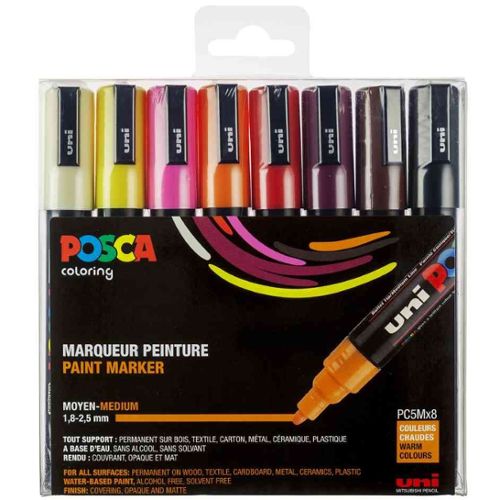 uni uni uni uni uni uni uni uni
POSCA
coloring
MARQUEUR PEINTURE
PAINT MARKER
MOYEN-MEDIUM
1,8-2,5 mm
uni PO
PC5Mx8
COULEURS
CHAUDES
WARM
COLOURS
TOUT SUPPORT : PERMANENT SUR BOIS, TEXTILE, CARTON, MÉTAL, CÉRAMIQUE, PLASTIQUE
A BASE D'EAU, SANS ALCOOL, SANS SOLVANT
RENDU : COUVRANT, OPAQUE ET MAT
FOR ALL SURFACES: PERMANENT ON WOOD, TEXTILE, CARDBOARD, METAL, CERAMICS, PLASTIC
WATER-BASED PAINT, ALCOHOL FREE, SOLVENT FREE
FINISH: COVERING, OPAQUE AND MATTE
uni
MITSUBISHI PENCIL